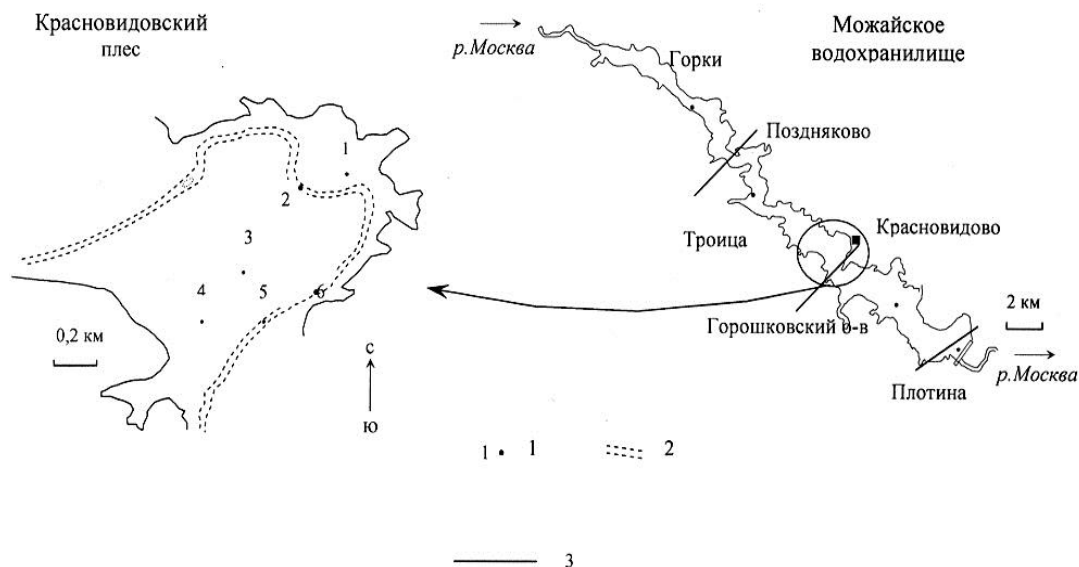 Красновидовский
плес
1
2
3
4
5
6
0,2 км
с
ю
Можайское
водохранилище
р.Москва
Горки
Поздняково
Троица
Красновидово
Горошковский б-в
2 км
Плотина
р.Москва
1 • 1
2
3